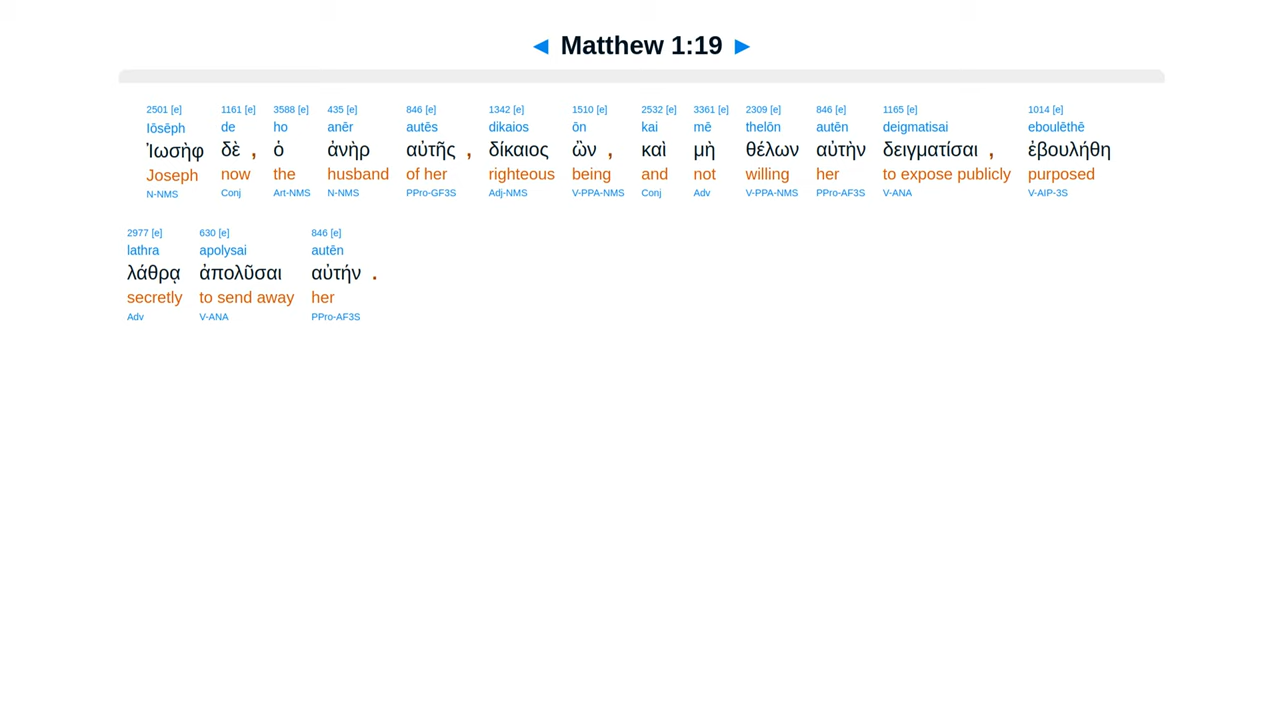 ◄ Matthew 1:19 ►
2501 [e] 1161 [e] 3588 [e] 435 [e] 846 [e] 1342 [e] 1510 [e] 2532 [e] 3361 [e] 2309 [e] 846 [e] 1165 [e] 1014 [e]
Iōsēph de ho anēr autēs dikaios ōn kai mē thelōn autēn deigmatisai eboulēthē
Ἰωσὴφ δὲ , ὁ ἀνὴρ αὐτῆς , δίκαιος ὢν , καὶ μὴ θέλων αὐτὴν δειγματίσαι , ἐβουλήθη
Joseph now the husband of her righteous being and not willing her to expose publicly purposed
N-NMS Conj Art-NMS N-NMS PPro-GF3S Adj-NMS V-PPA-NMS Conj Adv V-PPA-NMS PPro-AF3S V-ANA V-AIP-3S
2977 [e] 630 [e] 846 [e]
lathra apolysai autēn
λάθρᾳ ἀπολῦσαι αὐτήν .
secretly to send away her
Adv V-ANA PPro-AF3S